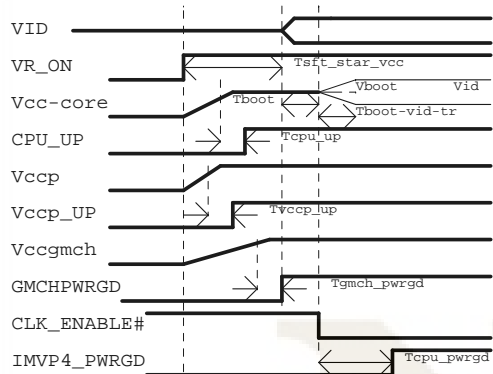 VID
VR_ON
Tsft_star_vcc
Vcc-core
Tboot
Vboot
Vid
Tboot-vid-tr
CPU_UP
Tcpu_up
Vccp
Vccp_UP
Tvccp_up
Vccgmch
GMCHPWRGD
Tgmch_pwrgd
CLK_ENABLE#
IMVP4_PWRGD
Tcpu_pwrgd